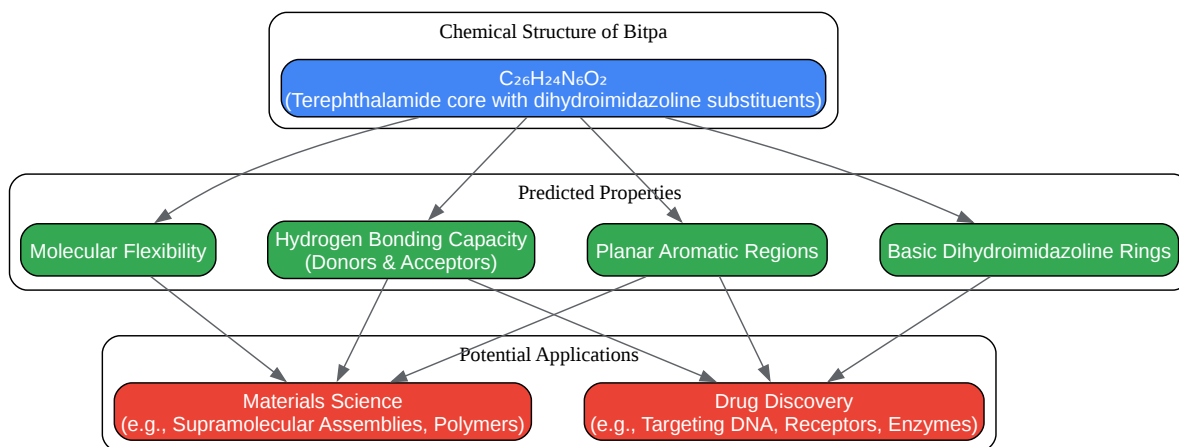 Chemical Structure of Bitpa
C₂₆H₂₄N₆O₂
(Terephthalamide core with dihydroimidazoline substituents)
Predicted Properties
Molecular Flexibility
Hydrogen Bonding Capacity
(Donors & Acceptors)
Planar Aromatic Regions
Basic Dihydroimidazoline Rings
Potential Applications
Materials Science
(e.g., Supramolecular Assemblies, Polymers)
Drug Discovery
(e.g., Targeting DNA, Receptors, Enzymes)